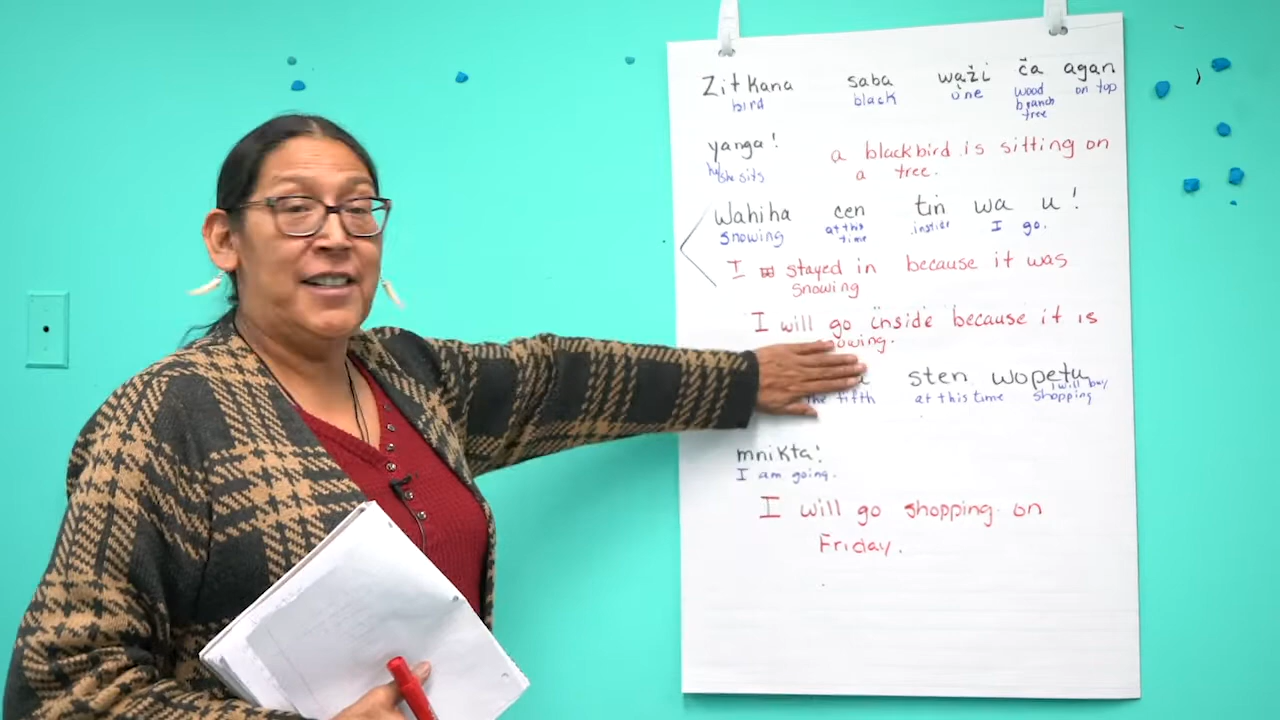 Zitkana saba waži ča agan
bird black one wood on top
branch
tree
yanga! a blackbird is sitting on
he/she sits a tree.
Wahiha cen tin wa u!
snowing at this inside I go.
time
I stayed in because it was
snowing
I will go inside because it is
owing.
sten wopetu
the fifth at this time I will buy
shopping
mnikta!
I am going.
I will go shopping on
Friday.